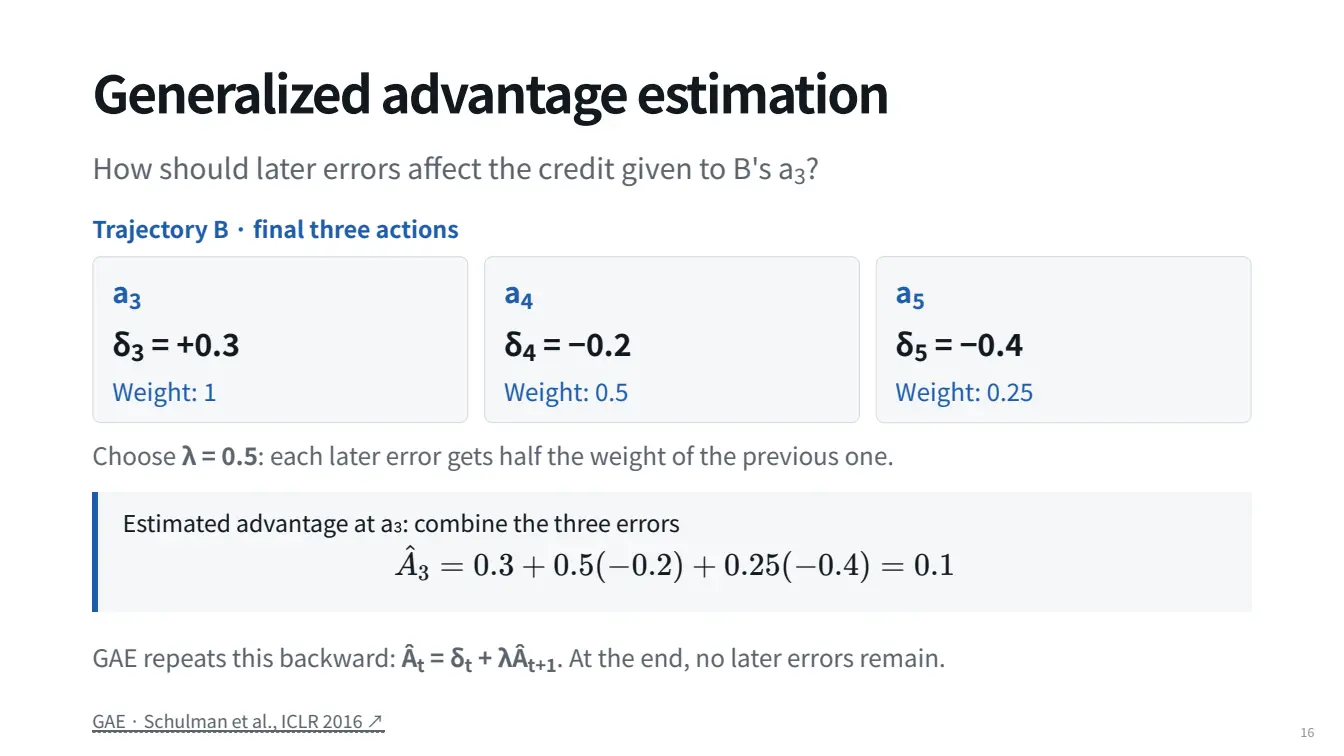 Generalized advantage estimation
How should later errors affect the credit given to B's a₃?
Trajectory B · final three actions
a₃
δ₃ = +0.3
Weight: 1
a₄
δ₄ = −0.2
Weight: 0.5
a₅
δ₅ = −0.4
Weight: 0.25
Choose λ = 0.5: each later error gets half the weight of the previous one.
Estimated advantage at a₃: combine the three errors
Â₃ = 0.3 + 0.5(−0.2) + 0.25(−0.4) = 0.1
GAE repeats this backward: Âₜ = δₜ + λÂₜ₊₁. At the end, no later errors remain.
GAE · Schulman et al., ICLR 2016 ↗
16